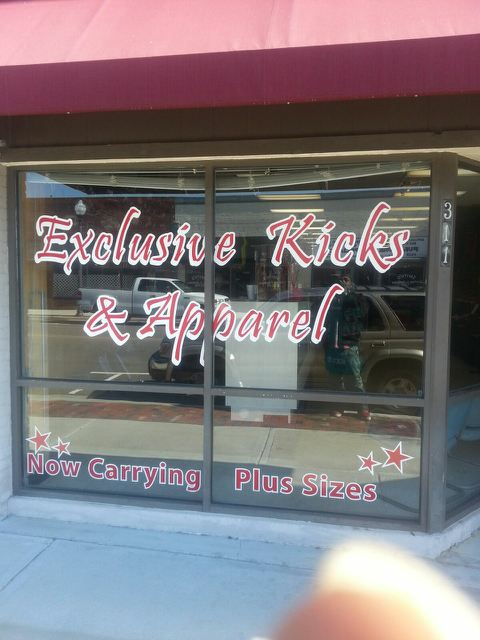 Exclusive Kicks
& Apparel
311
Now Carrying Plus Sizes